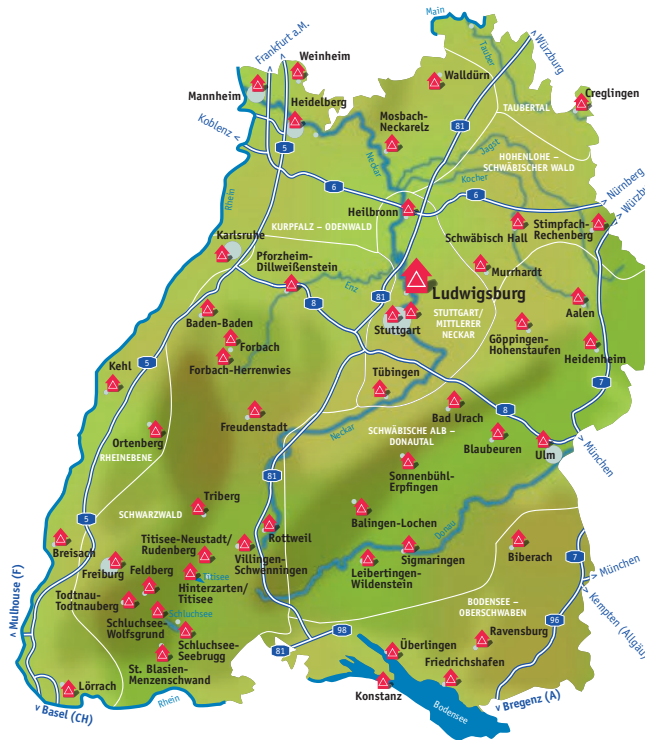 Main
Frankfurt a.M.
Weinheim
Tauber
Würzburg
Walldürn
Mannheim
Heidelberg
Creglingen
TAUBERTAL
Koblenz
Mosbach-
Neckarelz
81
5
Neckar
Jagst
HOHENLOHE –
SCHWÄBISCHER WALD
Kocher
6
6
Nürnberg
Rhein
Heilbronn
KURPFALZ – ODENWALD
Schwäbisch Hall
Stimpfach-
Rechenberg
Karlsruhe
Pforzheim-
Dillweißenstein
Murrhardt
Enz
81
Ludwigsburg
8
Aalen
Baden-Baden
Stuttgart
STUTTGART/
MITTLERER
NECKAR
Göppingen-
Hohenstaufen
Forbach
Heidenheim
Forbach-Herrenwies
5
Kehl
Tübingen
7
Bad Urach
8
Freudenstadt
Ortenberg
Neckar
SCHWÄBISCHE ALB –
DONAUTAL
Blaubeuren
Ulm
München
RHEINEBENE
Sonnenbühl-
Erpfingen
81
Triberg
SCHWARZWALD
Balingen-Lochen
5
Donau
Rottweil
Titisee-Neustadt/
Rudenberg
Breisach
Villingen-
Schwenningen
Sigmaringen
Biberach
7
Freiburg
Feldberg
Titisee
Leibertingen-
Wildenstein
München
Mulhouse (F)
Hinterzarten/
Titisee
Todtnau-
Todtnauberg
Schluchsee
BODENSEE –
OBERSCHWABEN
Kempten (Allgäu)
96
Schluchsee-
Wolfsgrund
98
Ravensburg
Schluchsee-
Seebrugg
81
Überlingen
St. Blasien-
Menzenschwand
Friedrichshafen
Lörrach
Konstanz
Rhein
Bodensee
Basel (CH)
Bregenz (A)